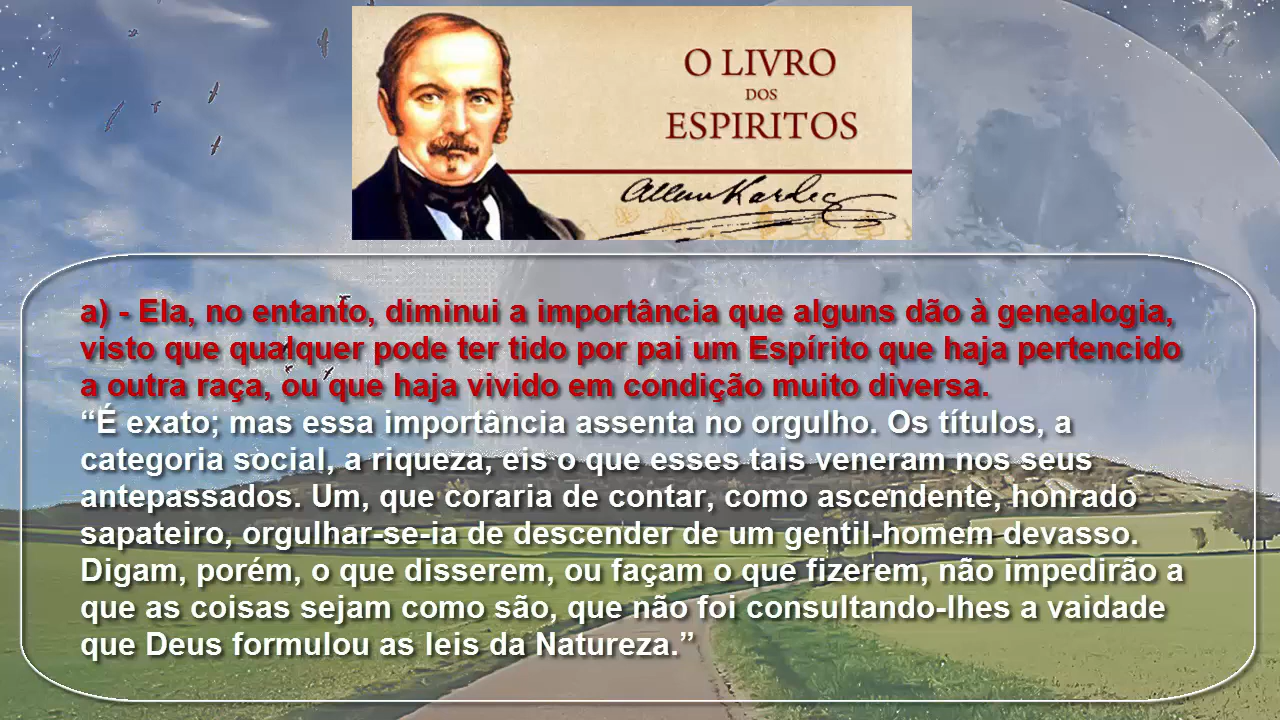 O LIVRO
DOS
ESPIRITOS
Allan Kardec
a) - Ela, no entanto, diminui a importância que alguns dão à genealogia,
visto que qualquer pode ter tido por pai um Espírito que haja pertencido
a outra raça, ou que haja vivido em condição muito diversa.
“É exato; mas essa importância assenta no orgulho. Os títulos, a
categoria social, a riqueza, eis o que esses tais veneram nos seus
antepassados. Um, que coraria de contar, como ascendente, honrado
sapateiro, orgulhar-se-ia de descender de um gentil-homem devasso.
Digam, porém, o que disserem, ou façam o que fizerem, não impedirão a
que as coisas sejam como são, que não foi consultando-lhes a vaidade
que Deus formulou as leis da Natureza.”